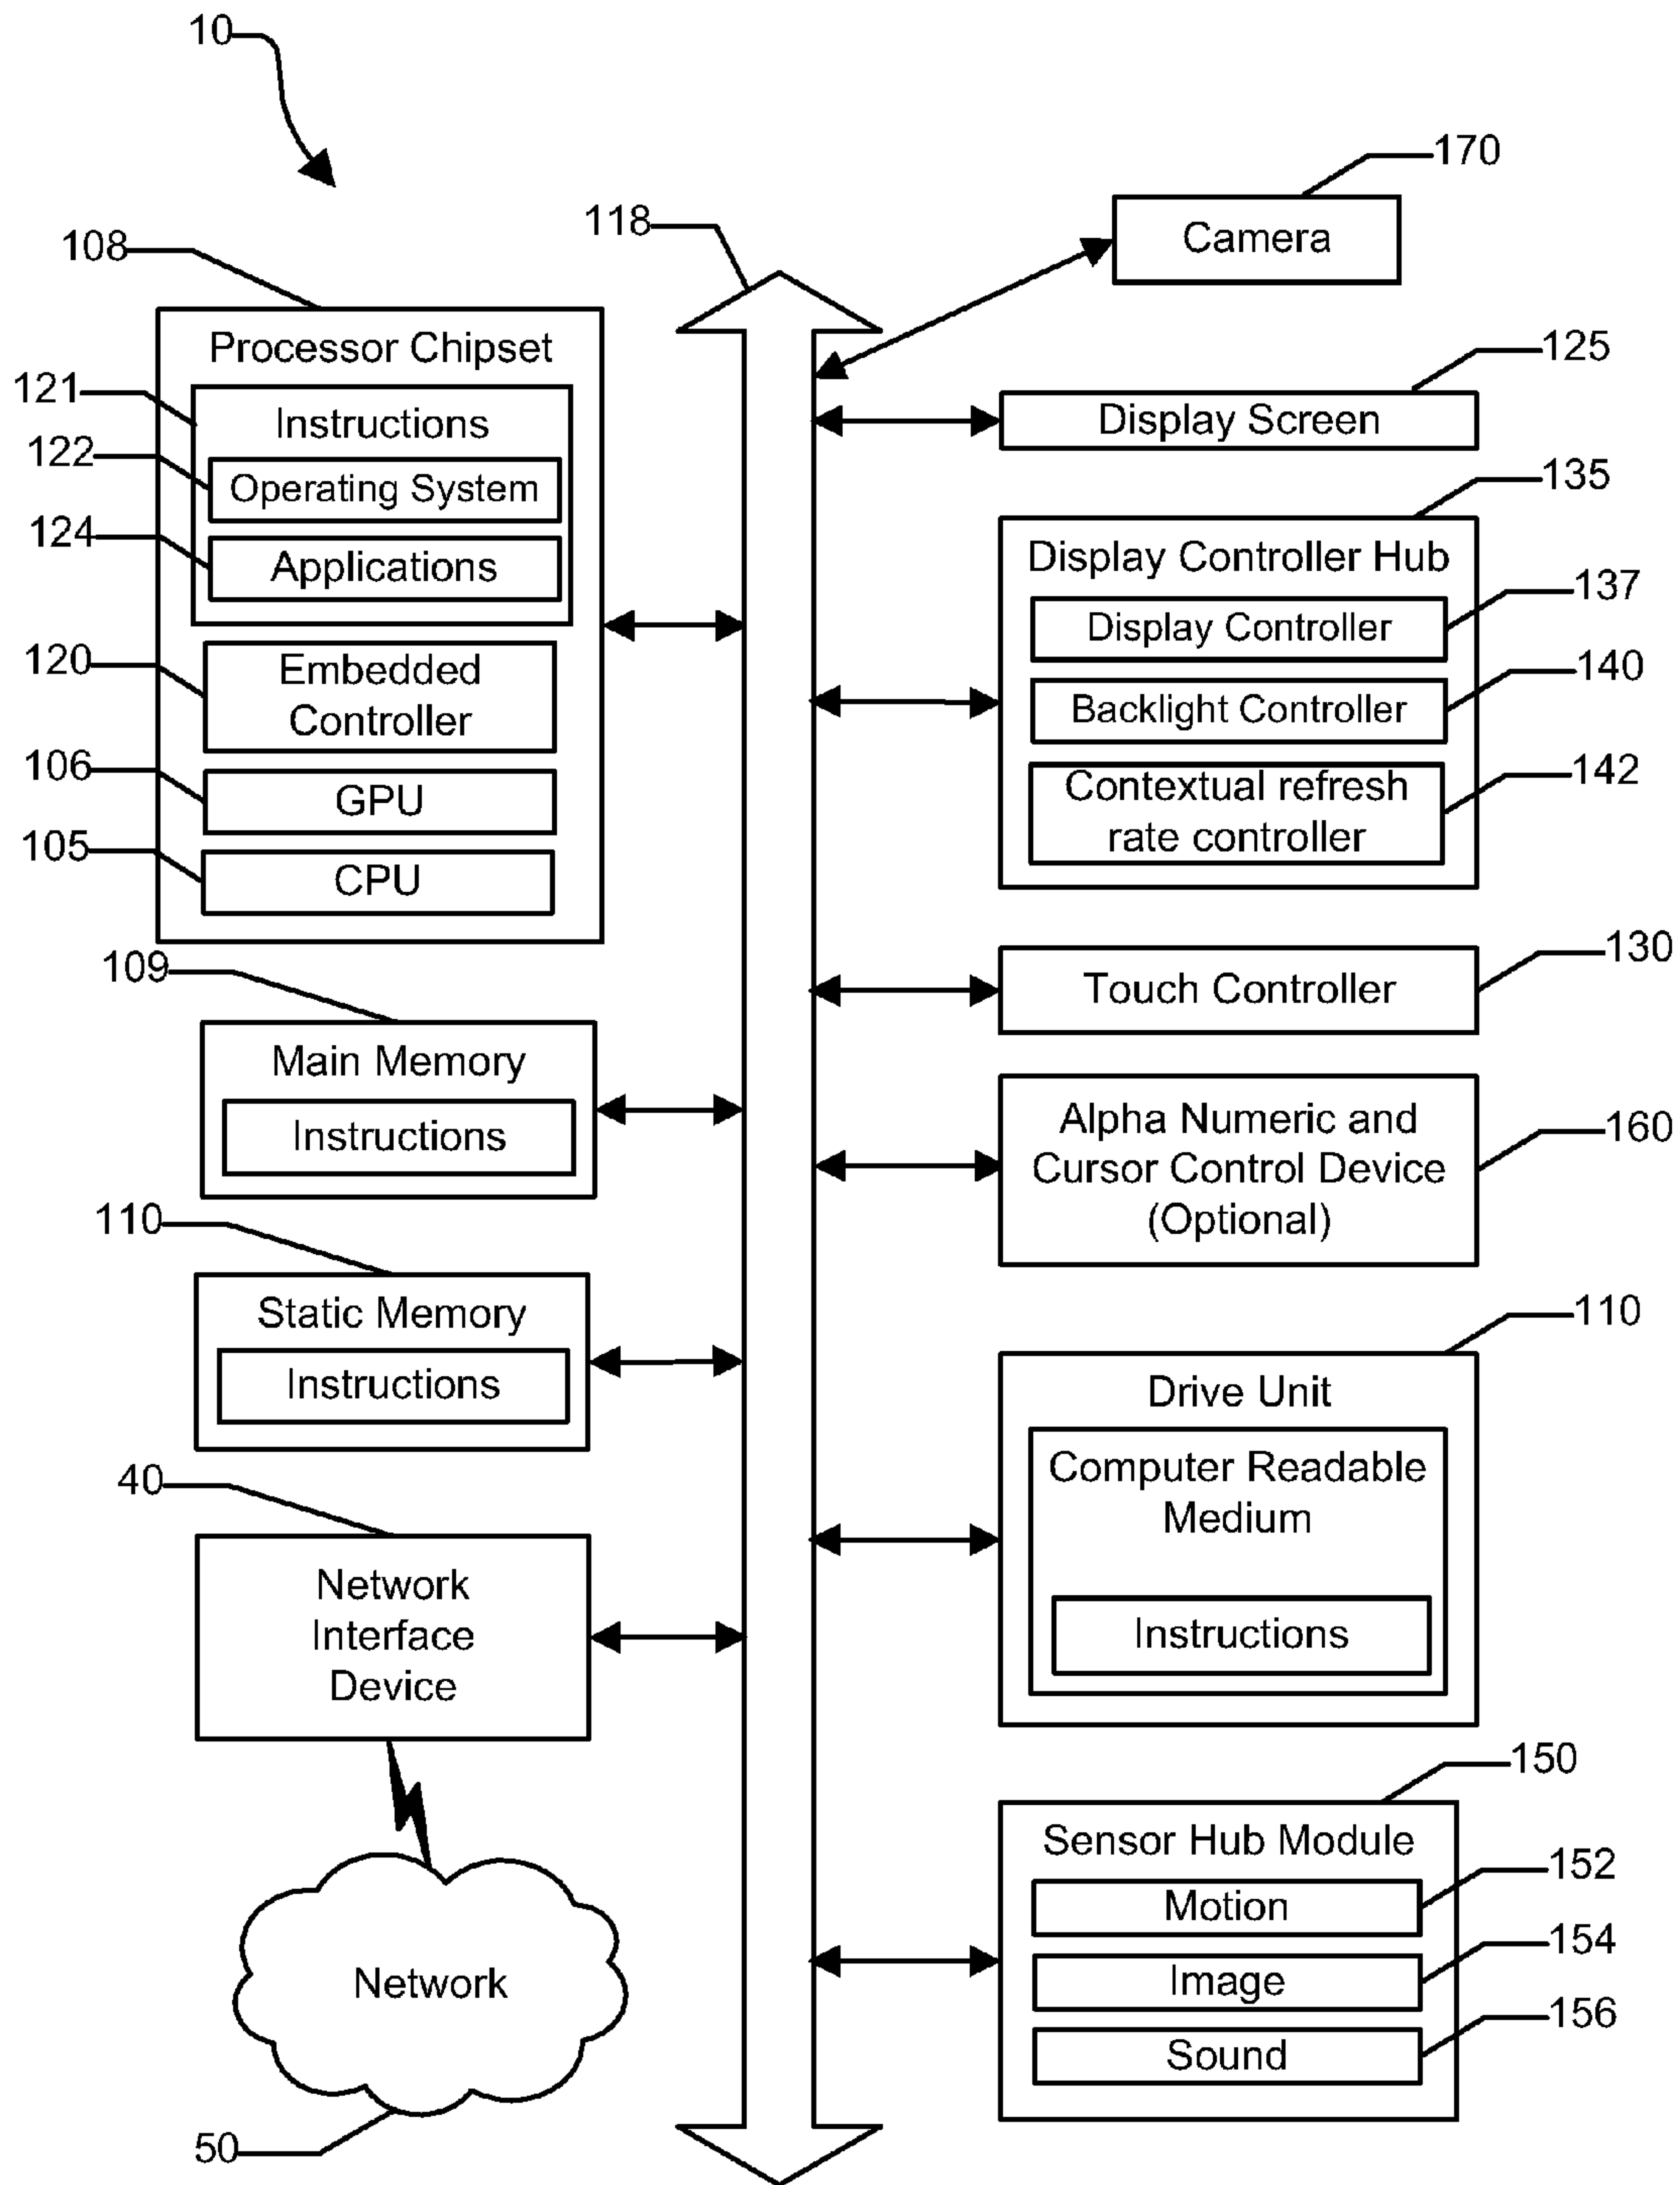 10
170
Camera
118
108
Processor Chipset
121
Instructions
122
Operating System
124
Applications
120
Embedded
Controller
106
GPU
105
CPU
109
Main Memory
Instructions
110
Static Memory
Instructions
40
Network
Interface
Device
Network
50
125
Display Screen
135
Display Controller Hub
137
Display Controller
140
Backlight Controller
142
Contextual refresh
rate controller
130
Touch Controller
160
Alpha Numeric and
Cursor Control Device
(Optional)
110
Drive Unit
Computer Readable
Medium
Instructions
150
Sensor Hub Module
152
Motion
154
Image
156
Sound